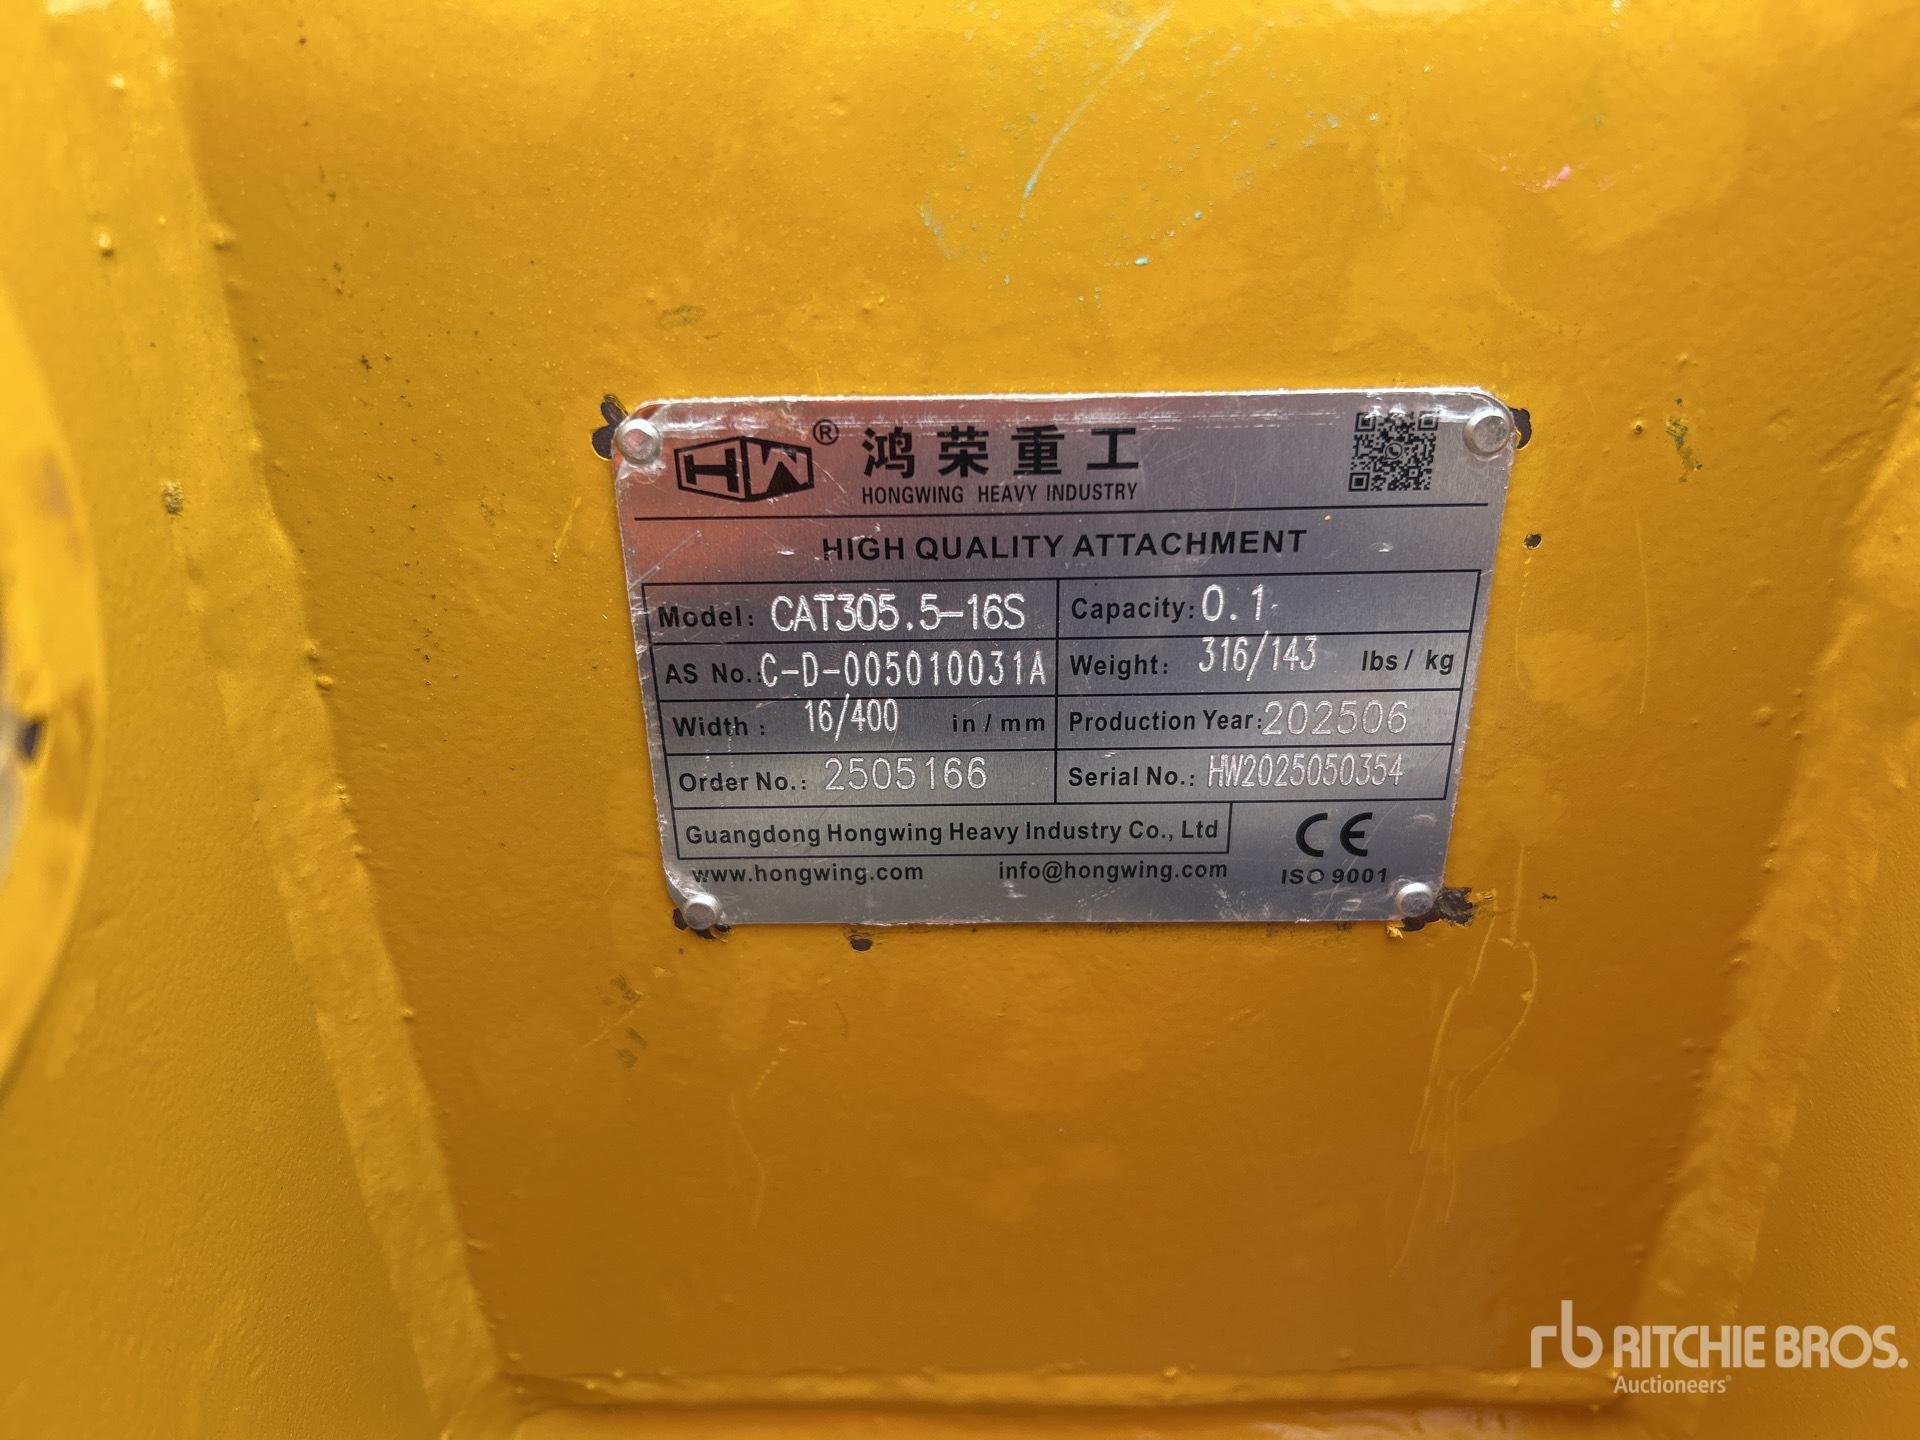 HW® 鸿荣重工
HONGWING HEAVY INDUSTRY
HIGH QUALITY ATTACHMENT
Model: CAT305.5-16S Capacity: 0.1
AS No.: C-D-005010031A Weight: 316/143 lbs / kg
Width: 16/400 in / mm Production Year: 202506
Order No.: 2505166 Serial No.: HW2025050354
Guangdong Hongwing Heavy Industry Co., Ltd CE
www.hongwing.com info@hongwing.com ISO 9001
rb RITCHIE BROS.
Auctioneers